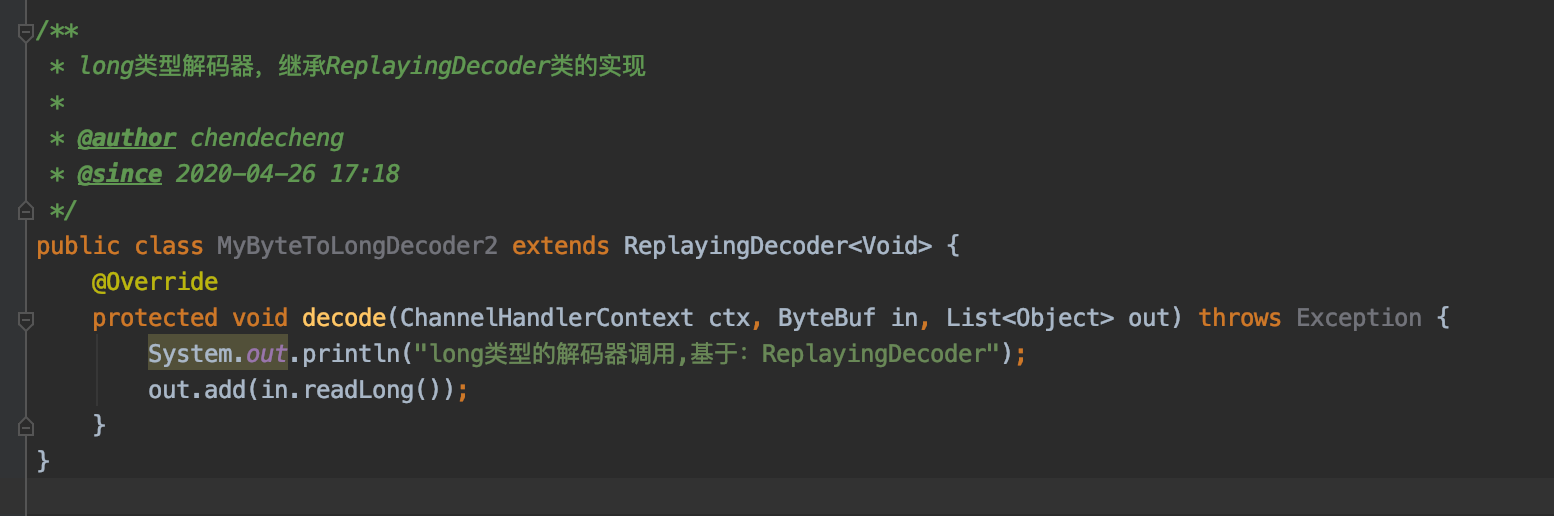 /**
 * long类型解码器，继承ReplayingDecoder类的实现
 *
 * @author chendecheng
 * @since 2020-04-26 17:18
 */
public class MyByteToLongDecoder2 extends ReplayingDecoder<Void> {
    @Override
    protected void decode(ChannelHandlerContext ctx, ByteBuf in, List<Object> out) throws Exception {
        System.out.println("long类型的解码器调用,基于：ReplayingDecoder");
        out.add(in.readLong());
    }
}